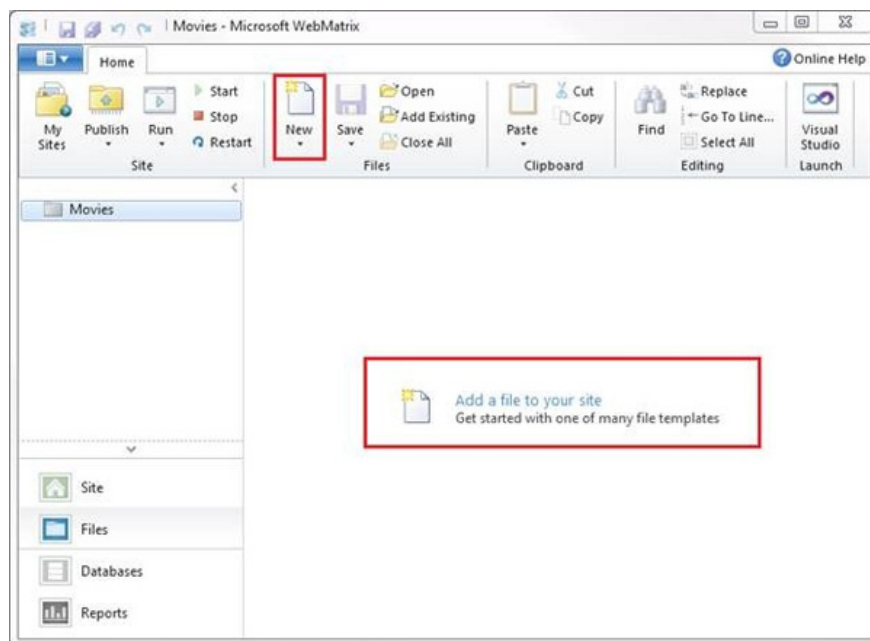 Movies - Microsoft WebMatrix
Home
Online Help
My Sites
Publish
Run
Start
Stop
Restart
Site
New
Save
Open
Add Existing
Close All
Files
Paste
Cut
Copy
Clipboard
Find
Replace
Go To Line...
Select All
Editing
Visual Studio
Launch
Movies
Add a file to your site
Get started with one of many file templates
Site
Files
Databases
Reports